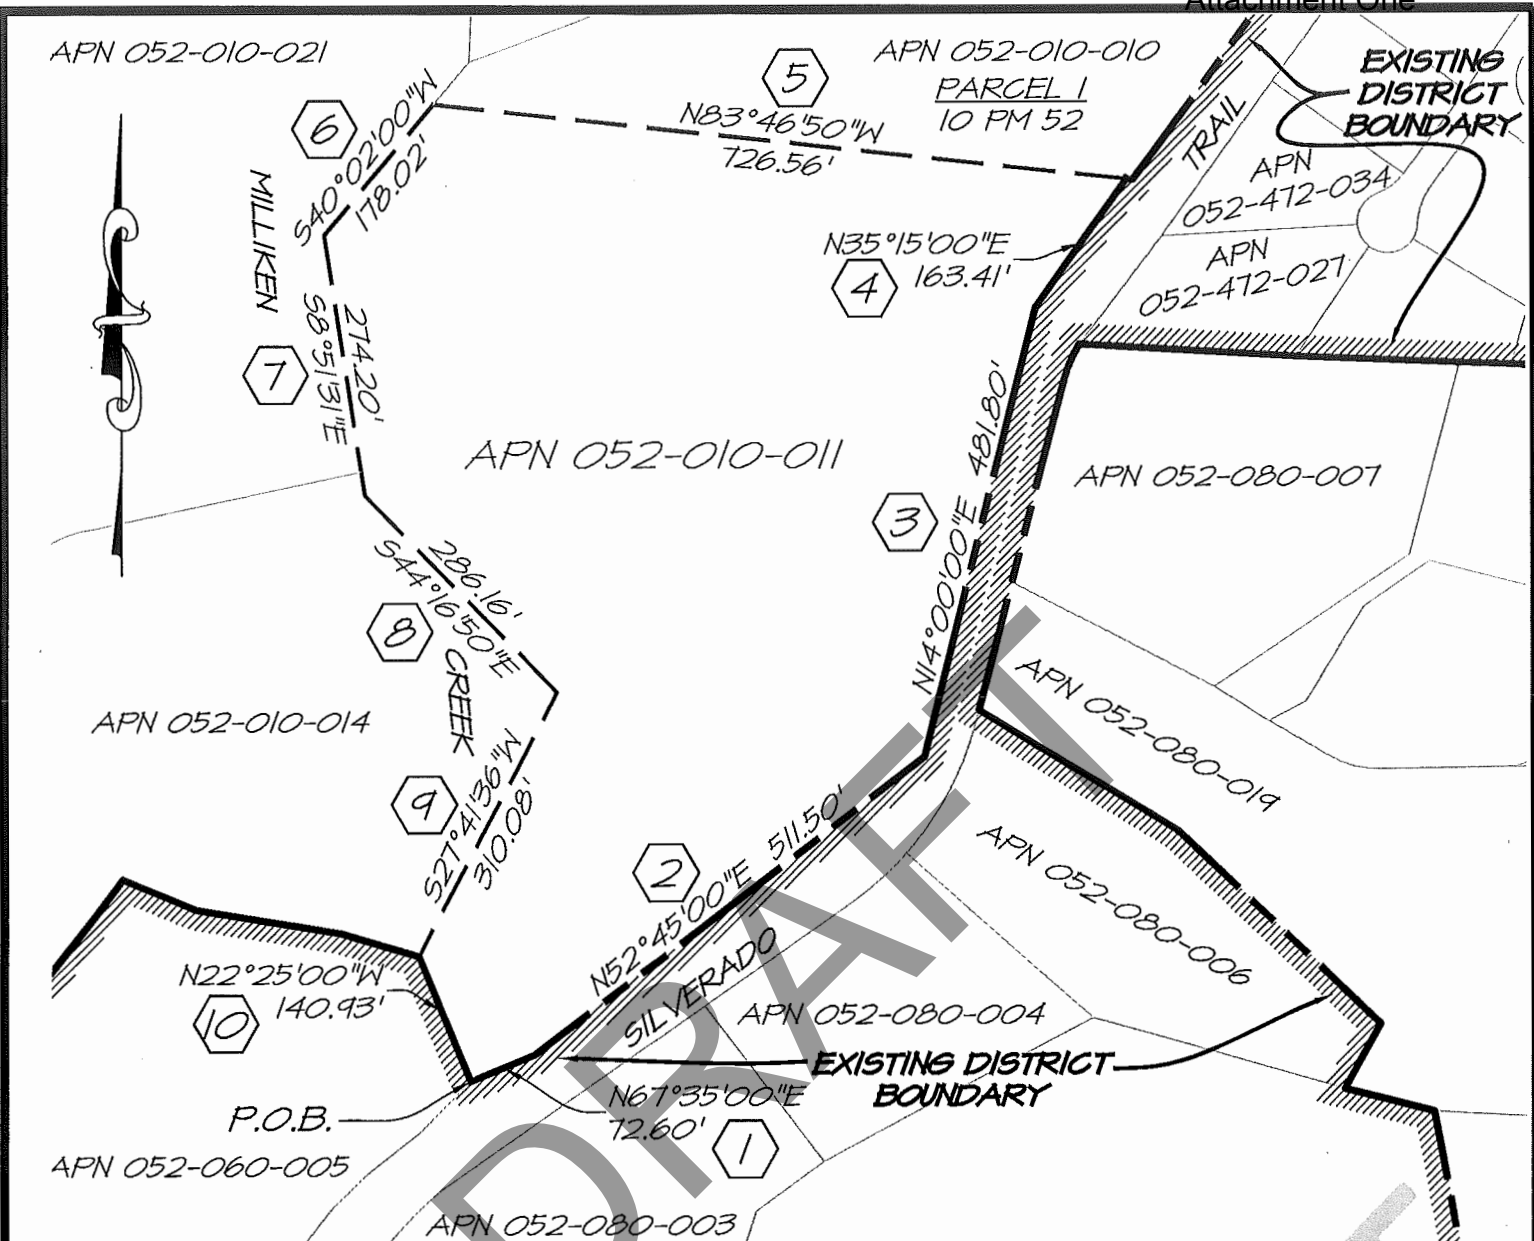 Attachment One
APN 052-010-021
APN 052-010-010
PARCEL 1
10 PM 52
EXISTING
DISTRICT
BOUNDARY
5
N83°46'50"W
726.56'
6
S40°02'00"W
178.02'
TRAIL
APN
052-472-034
MILLIKEN
N35°15'00"E
163.41'
4
APN
052-472-027
7
274.20'
S8°51'31"E
481.80'
N14°00'00"E
3
APN 052-010-011
APN 052-080-007
286.16'
S44°16'50"E
8
CREEK
APN 052-010-014
APN 052-080-019
9
S27°41'36"W
310.08'
2
N52°45'00"E 511.50'
APN 052-080-006
SILVERADO
N22°25'00"W
140.93'
10
APN 052-080-004
EXISTING DISTRICT
BOUNDARY
P.O.B.
N67°35'00"E
72.60'
1
APN 052-060-005
APN 052-080-003
DRAFT